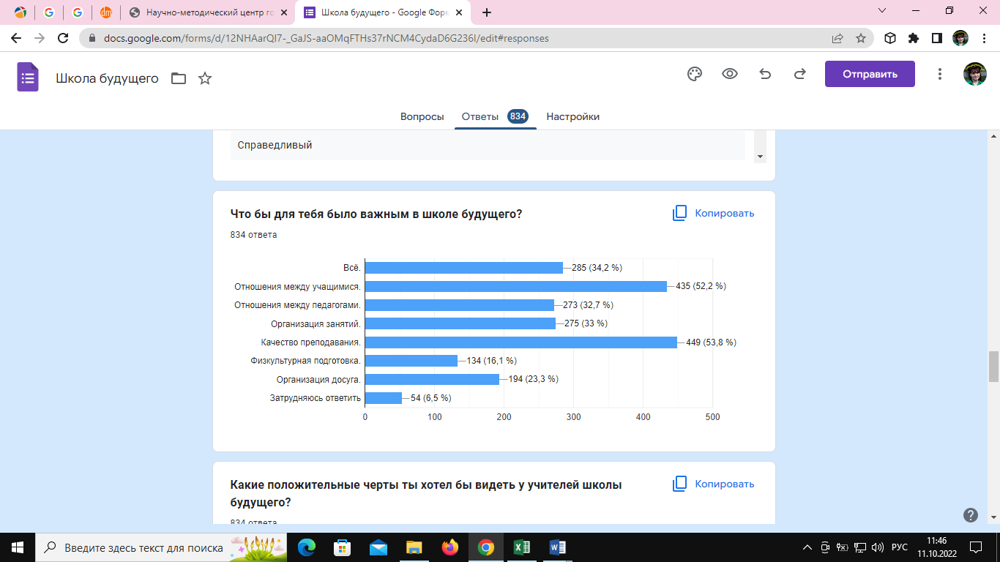 Научно-методический центр го
Школа будущего - Google Фор
docs.google.com/forms/d/12NHAarQI7-_GaJS-aaOMqFTHs37rNCM4CydaD6G236I/edit#responses
Школа будущего
Отправить
Вопросы Ответы 834 Настройки
Справедливый
Что бы для тебя было важным в школе будущего?
Копировать
834 ответа
Всё. 285 (34,2 %)
Отношения между учащимися. 435 (52,2 %)
Отношения между педагогами. 273 (32,7 %)
Организация занятий. 275 (33 %)
Качество преподавания. 449 (53,8 %)
Физкультурная подготовка. 134 (16,1 %)
Организация досуга. 194 (23,3 %)
Затрудняюсь ответить 54 (6,5 %)
0 100 200 300 400 500
Какие положительные черты ты хотел бы видеть у учителей школы
будущего?
Копировать
834 ответа
Введите здесь текст для поиска
РУС
11:46
11.10.2022